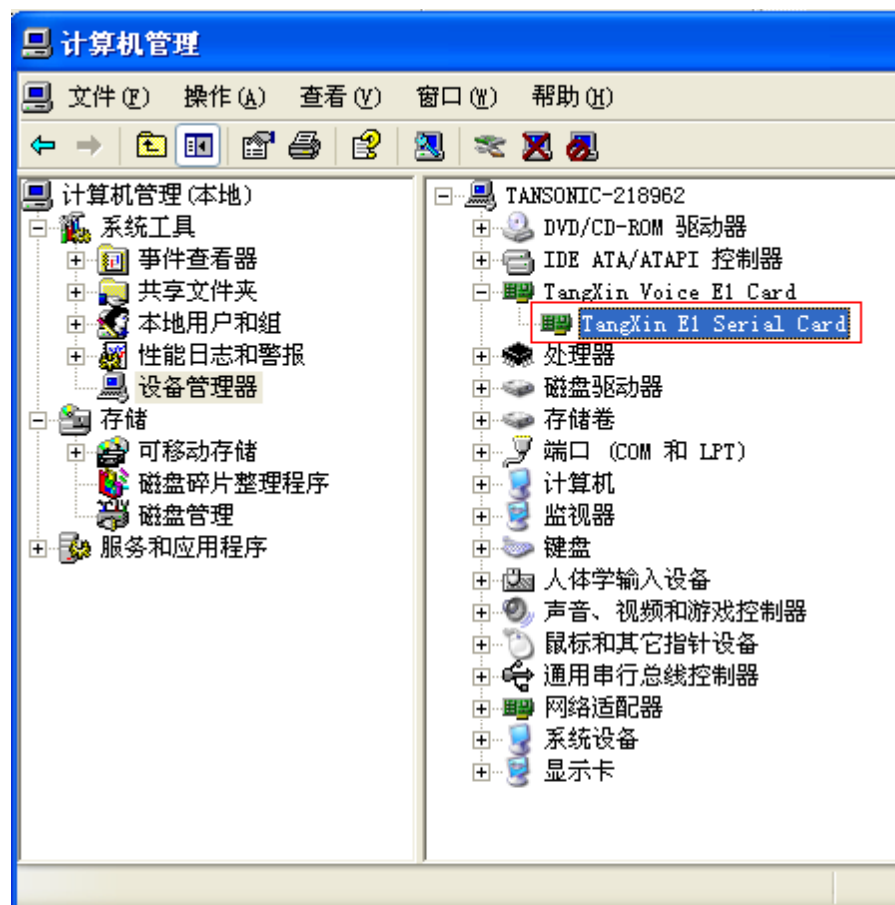 计算机管理
文件(F) 操作(A) 查看(V) 窗口(W) 帮助(H)
计算机管理(本地)
系统工具
事件查看器
共享文件夹
本地用户和组
性能日志和警报
设备管理器
存储
可移动存储
磁盘碎片整理程序
磁盘管理
服务和应用程序
TANSONIC-218962
DVD/CD-ROM 驱动器
IDE ATA/ATAPI 控制器
TangXin Voice E1 Card
TangXin E1 Serial Card
处理器
磁盘驱动器
存储卷
端口 (COM 和 LPT)
计算机
监视器
键盘
人体学输入设备
声音、视频和游戏控制器
鼠标和其它指针设备
通用串行总线控制器
网络适配器
系统设备
显示卡